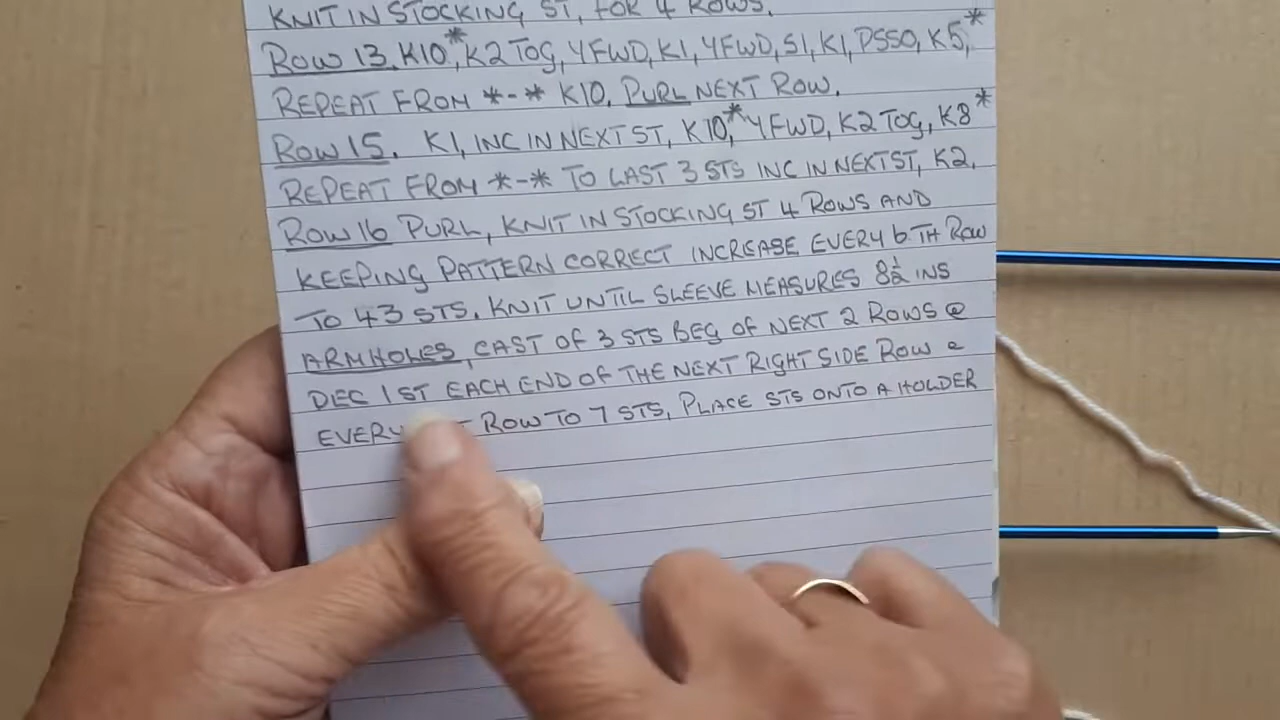 KNIT IN STOCKING ST, FOR 4 ROWS.
ROW 13. K10,*K2 TOG, YFWD, K1, YFWD, S1, K1, PSSO, K5,*
REPEAT FROM *-* K10. PURL NEXT ROW.
ROW 15. K1, INC IN NEXT ST, K10,* YFWD, K2 TOG, K8*
REPEAT FROM *-* TO LAST 3 STS INC IN NEXT ST, K2.
ROW 16 PURL, KNIT IN STOCKING ST 4 ROWS AND
KEEPING PATTERN CORRECT INCREASE EVERY 6TH ROW
TO 43 STS. KNIT UNTIL SLEEVE MEASURES 8½ INS
ARMHOLES, CAST OF 3 STS BEG OF NEXT 2 ROWS @
DEC 1ST EACH END OF THE NEXT RIGHT SIDE ROW @
EVERY ROW TO 7 STS, PLACE STS ONTO A HOLDER